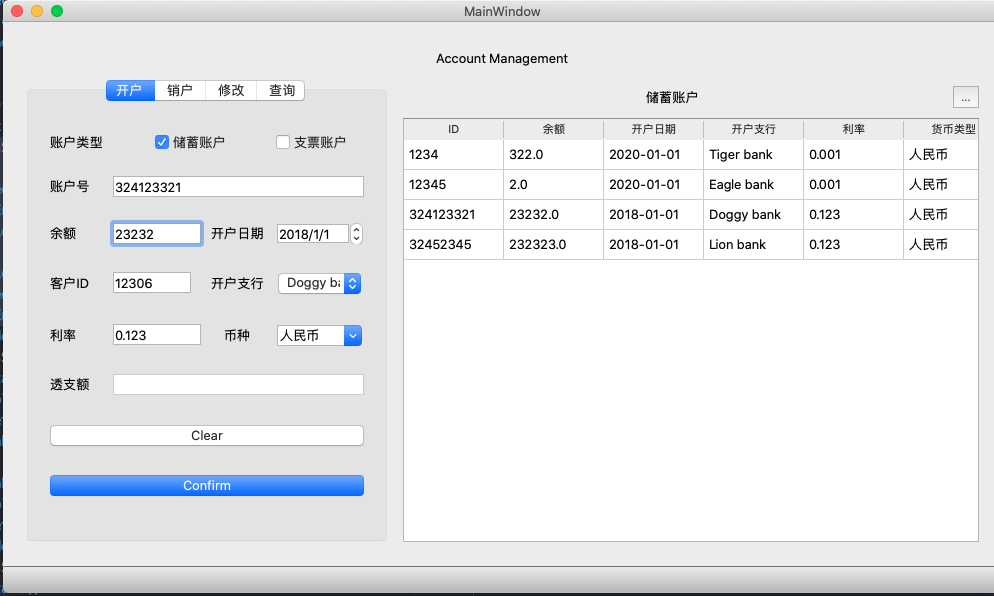 MainWindow
Account Management
开户 销户 修改 查询
储蓄账户 ...
账户类型 储蓄账户 支票账户
账户号 324123321
余额 23232 开户日期 2018/1/1
客户ID 12306 开户支行 Doggy ba
利率 0.123 币种 人民币
透支额
Clear
Confirm
ID 余额 开户日期 开户支行 利率 货币类型
1234 322.0 2020-01-01 Tiger bank 0.001 人民币
12345 2.0 2020-01-01 Eagle bank 0.001 人民币
324123321 23232.0 2018-01-01 Doggy bank 0.123 人民币
32452345 232323.0 2018-01-01 Lion bank 0.123 人民币